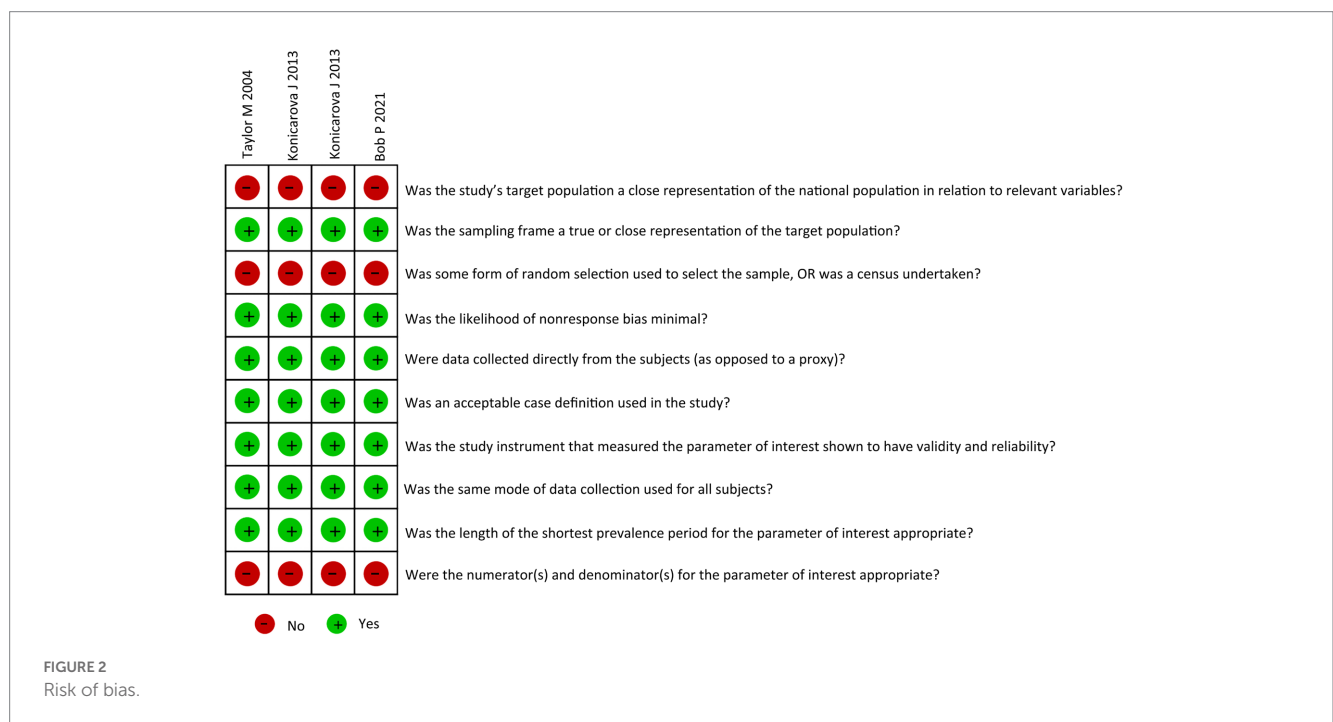 Taylor M 2004
Konicarova J 2013
Konicarova J 2013
Bob P 2021
- - - - Was the study's target population a close representation of the national population in relation to relevant variables?
+ + + + Was the sampling frame a true or close representation of the target population?
- - - - Was some form of random selection used to select the sample, OR was a census undertaken?
+ + + + Was the likelihood of nonresponse bias minimal?
+ + + + Were data collected directly from the subjects (as opposed to a proxy)?
+ + + + Was an acceptable case definition used in the study?
+ + + + Was the study instrument that measured the parameter of interest shown to have validity and reliability?
+ + + + Was the same mode of data collection used for all subjects?
+ + + + Was the length of the shortest prevalence period for the parameter of interest appropriate?
- - - - Were the numerator(s) and denominator(s) for the parameter of interest appropriate?
- No + Yes
FIGURE 2
Risk of bias.